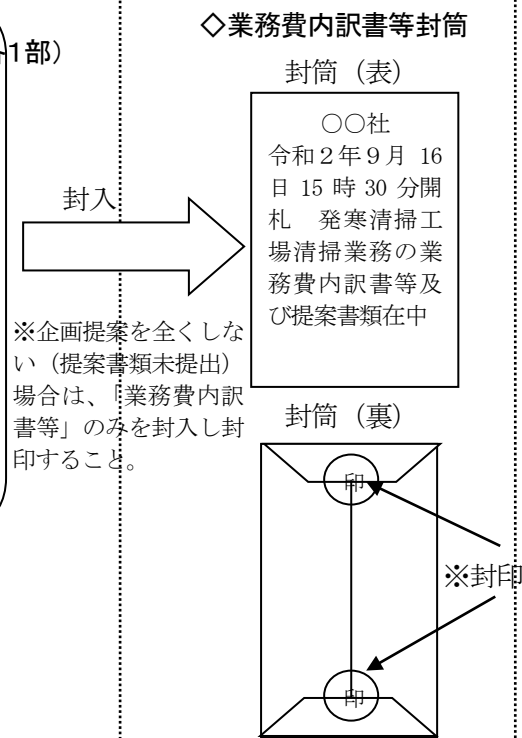 1部）
◇業務費内訳書等封筒
封筒（表）
○○社
令和２年９月 16
日 15 時 30 分開
札　発寒清掃工
場清掃業務の業
務費内訳書等及
び提案書類在中
封入
※企画提案を全くしな
い（提案書類未提出）
場合は、「業務費内訳
書等」のみを封入し封
印すること。
封筒（裏）
印
※封印
印